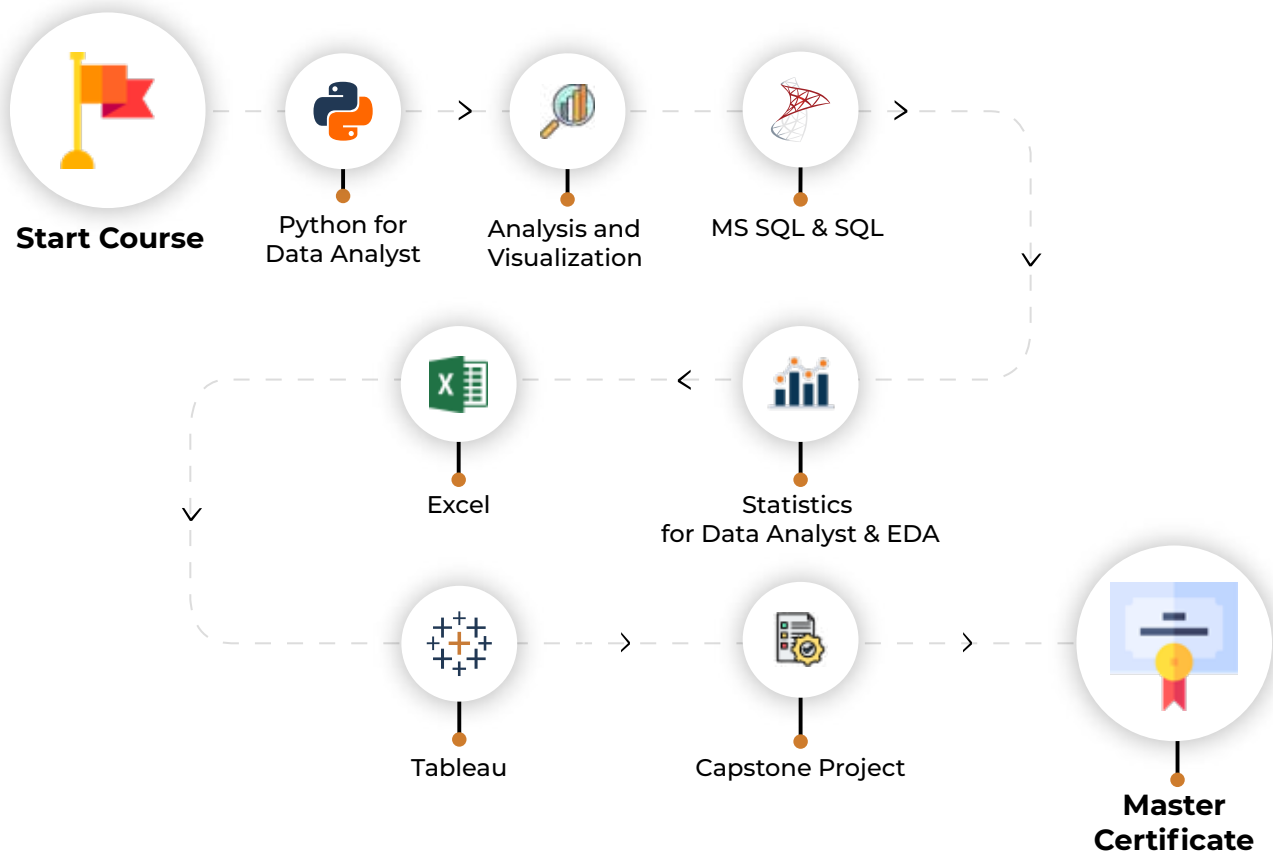 Start Course
Python for
Data Analyst
Analysis and
Visualization
MS SQL & SQL
Statistics
for Data Analyst & EDA
Excel
X
Tableau
Capstone Project
Master
Certificate